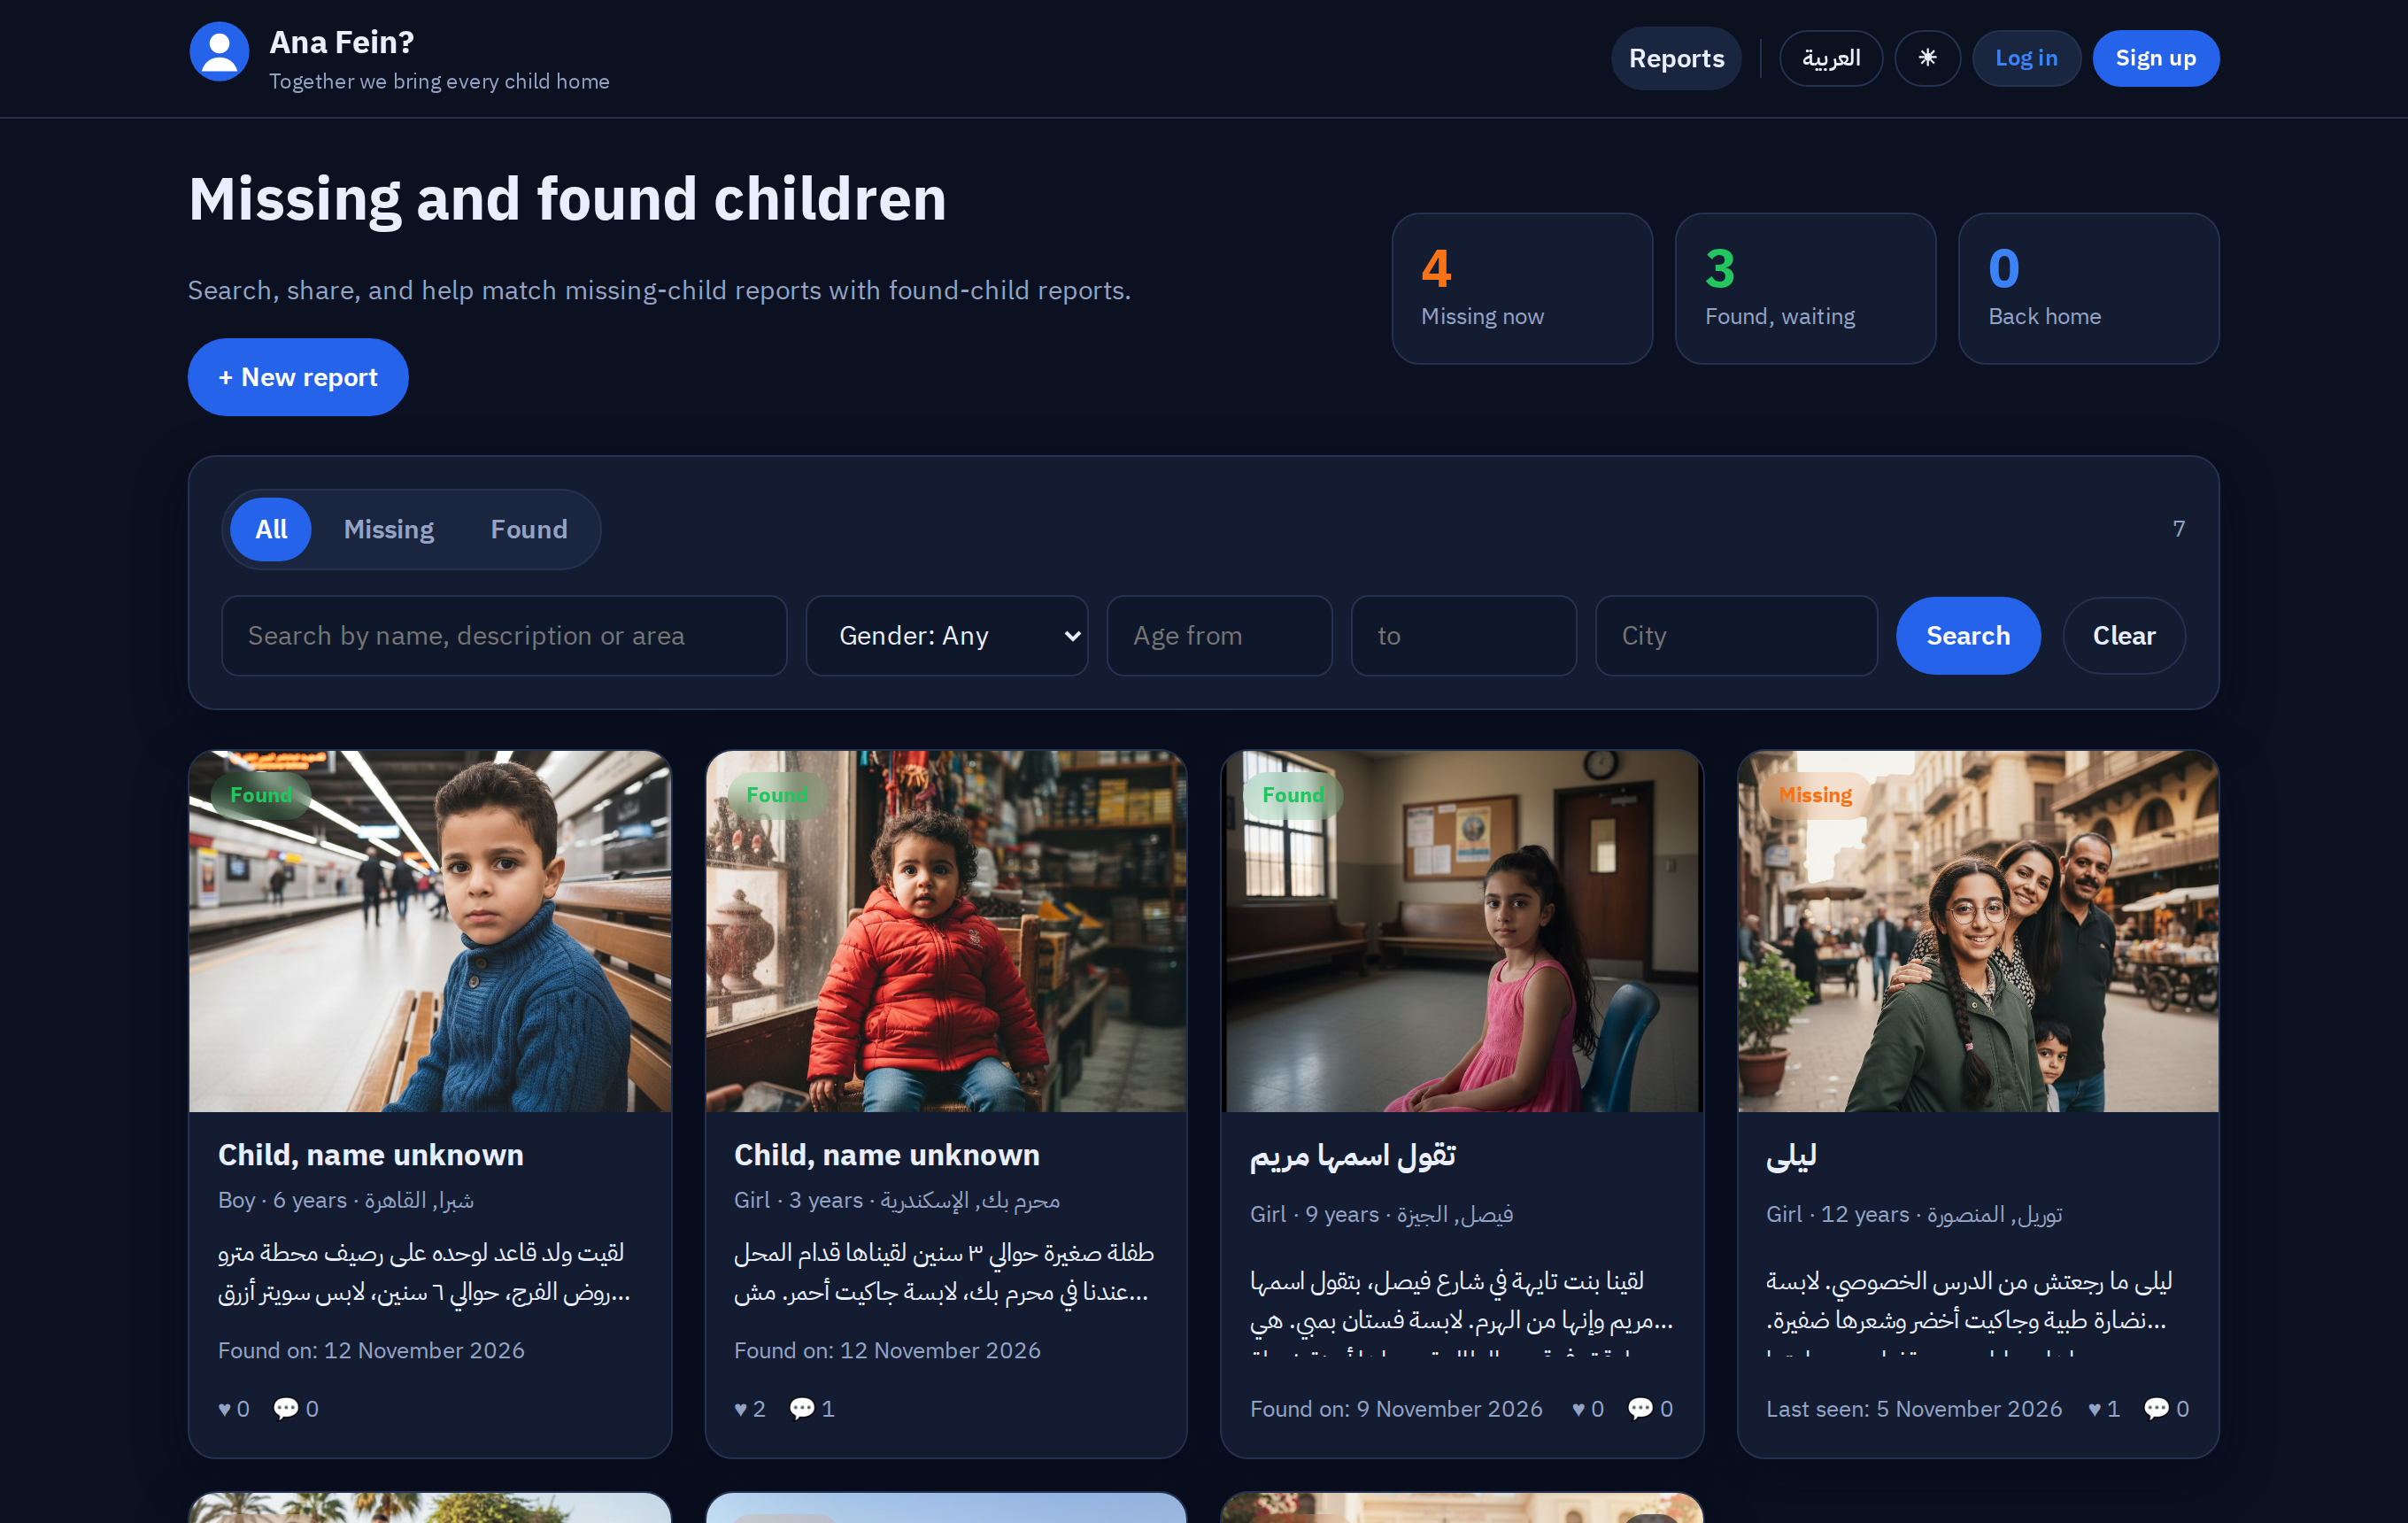 Ana Fein?
Together we bring every child home
Reports
العربية
Log in
Sign up
Missing and found children
Search, share, and help match missing-child reports with found-child reports.
+ New report
4
Missing now
3
Found, waiting
0
Back home
All
Missing
Found
7
Search by name, description or area
Gender: Any
Age from
to
City
Search
Clear
Found
Child, name unknown
Boy · 6 years · شبرا, القاهرة
لقيت ولد قاعد لوحده على رصيف محطة مترو
روض الفرج، حوالي ٦ سنين، لابس سويتر أزرق...
Found on: 12 November 2026
♥ 0 💬 0
Found
Child, name unknown
Girl · 3 years · محرم بك, الإسكندرية
طفلة صغيرة حوالي ٣ سنين لقيناها قدام المحل
عندنا في محرم بك، لابسة جاكيت أحمر. مش...
Found on: 12 November 2026
♥ 2 💬 1
Found
تقول اسمها مريم
Girl · 9 years · فيصل, الجيزة
لقينا بنت تايهة في شارع فيصل، بتقول اسمها
مريم وإنها من الهرم. لابسة فستان بمبي. هي...
Found on: 9 November 2026
♥ 0 💬 0
Missing
ليلى
Girl · 12 years · توريل, المنصورة
ليلى ما رجعتش من الدرس الخصوصي. لابسة
نضارة طبية وجاكيت أخضر وشعرها ضفيرة....
Last seen: 5 November 2026
♥ 1 💬 0